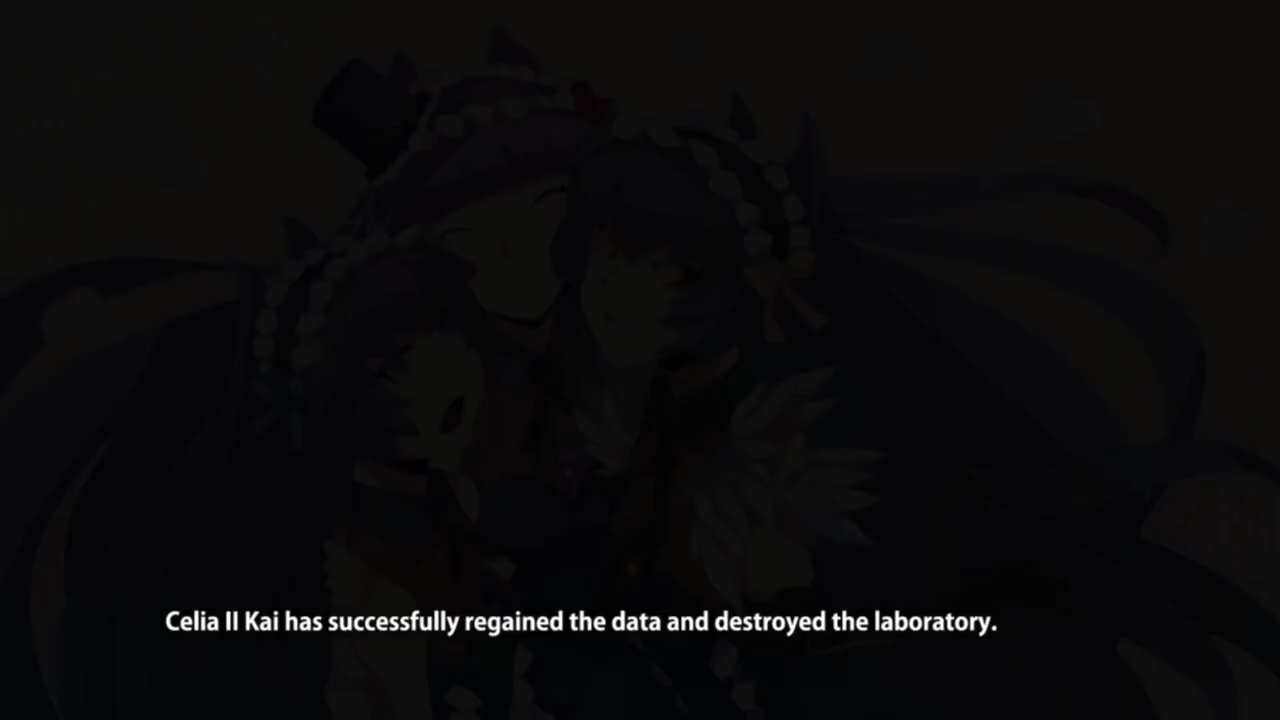 Celia II Kai has successfully regained the data and destroyed the laboratory.